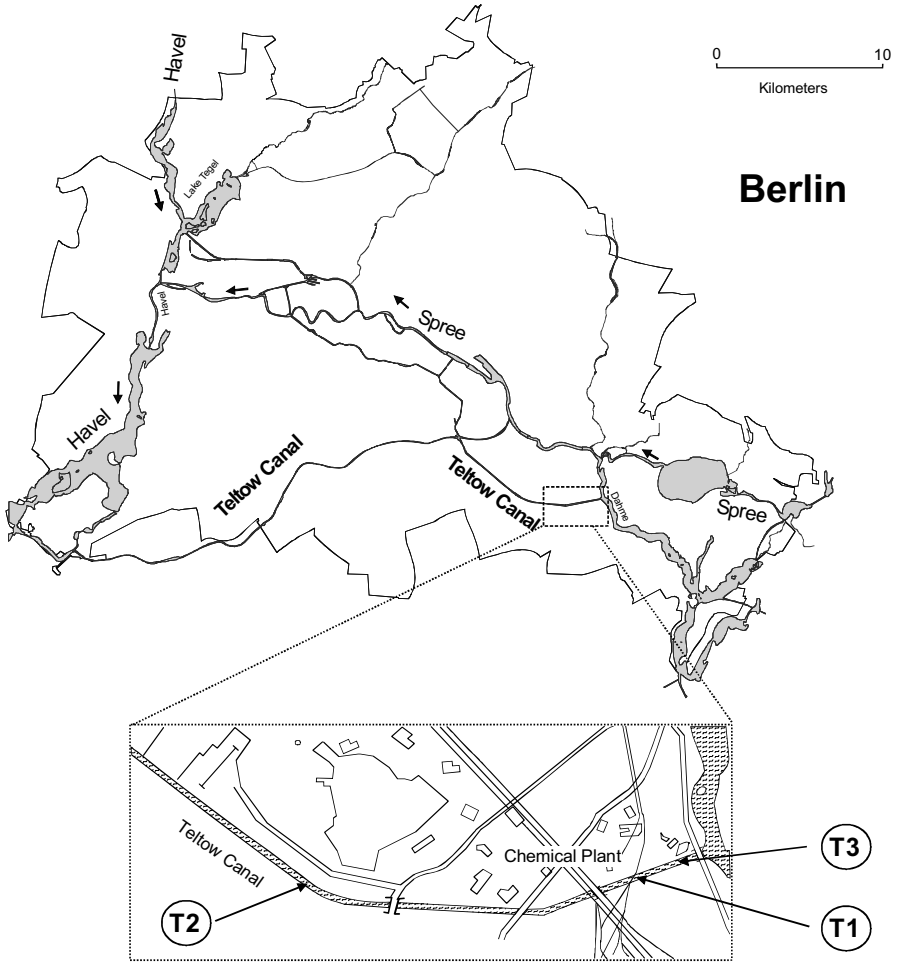 Havel
0 10
Kilometers
Lake Tegel
Berlin
Havel
Spree
Havel
Teltow Canal
Teltow Canal
Dahme
Spree
Teltow Canal
Chemical Plant
T3
T2
T1